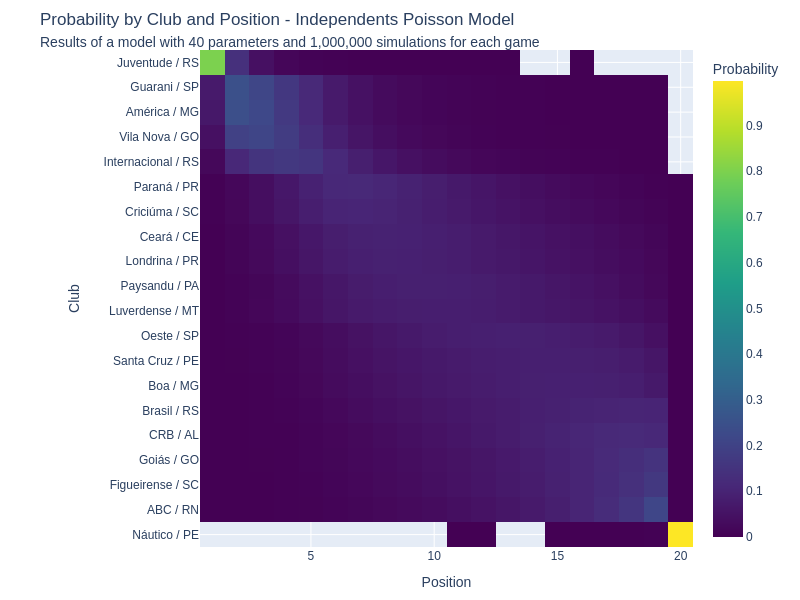 Probability by Club and Position - Independents Poisson Model
Results of a model with 40 parameters and 1,000,000 simulations for each game
Probability
Juventude / RS
Guarani / SP
América / MG
Vila Nova / GO
Internacional / RS
Paraná / PR
Criciúma / SC
Ceará / CE
Londrina / PR
Paysandu / PA
Luverdense / MT
Oeste / SP
Santa Cruz / PE
Boa / MG
Brasil / RS
CRB / AL
Goiás / GO
Figueirense / SC
ABC / RN
Náutico / PE
Club
5
10
15
20
Position
0.9
0.8
0.7
0.6
0.5
0.4
0.3
0.2
0.1
0